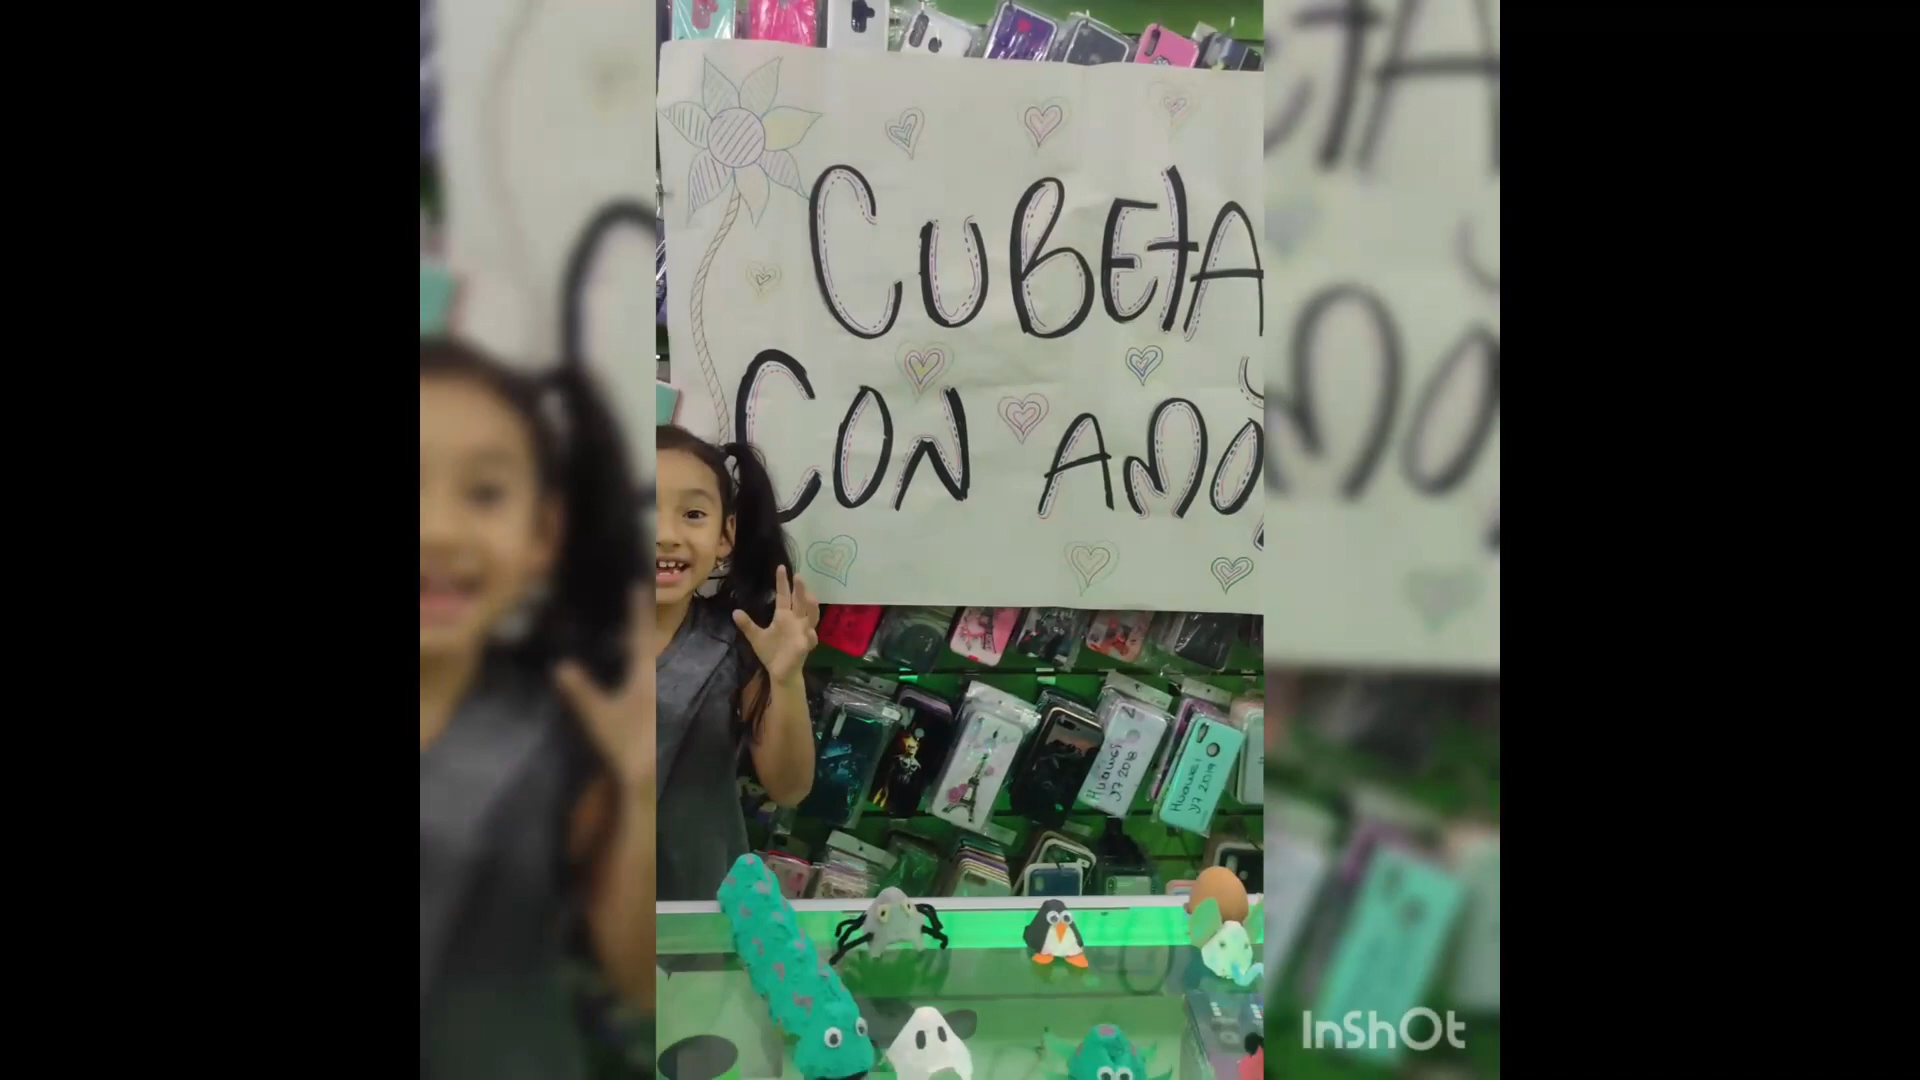 CUBETA
CON AMO
Huawei
Y7 2018
Huawei
Y7 2019
InShOt